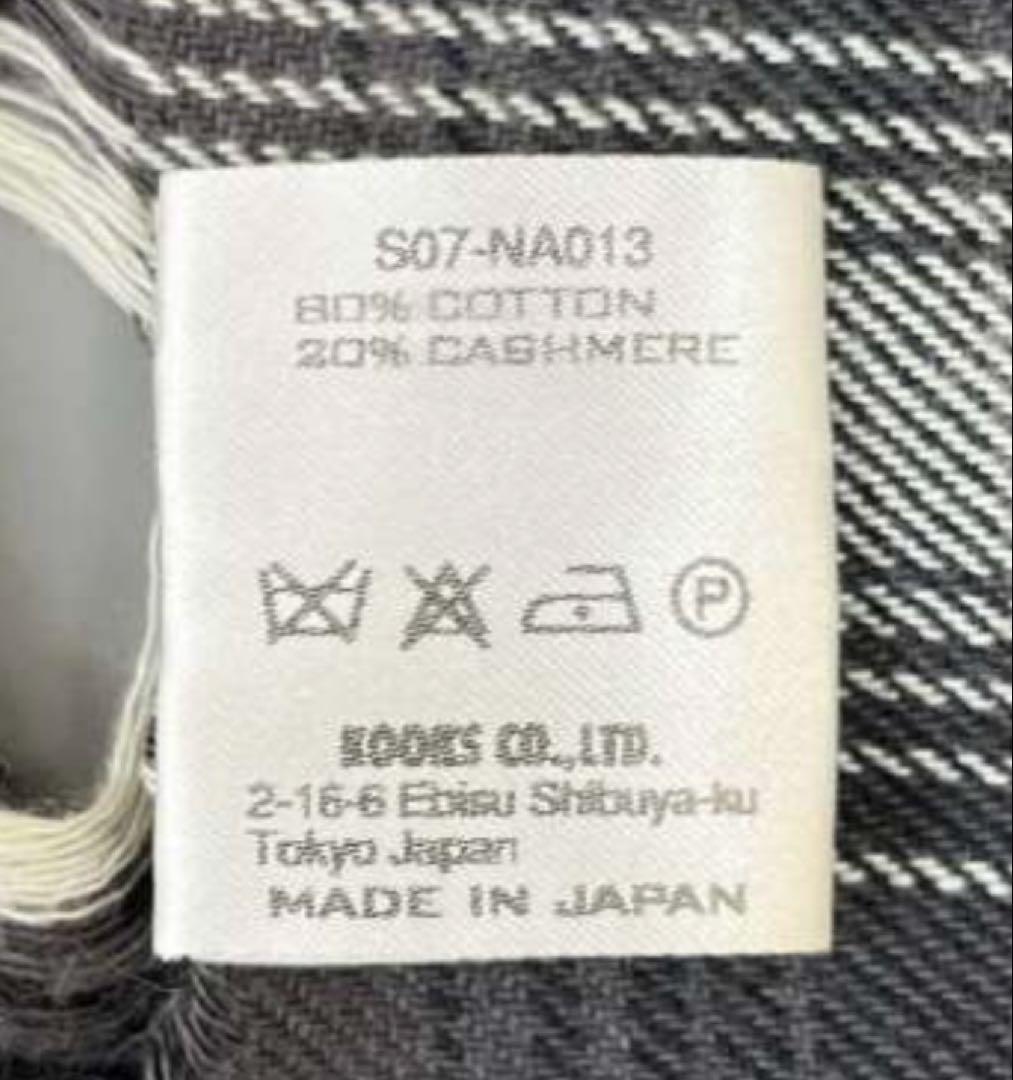 S07-NA013
80% COTTON
20% CASHMERE
P
KOOKS CO.,LTD.
2-16-6 Ebisu Shibuya-ku
Tokyo Japan
MADE IN JAPAN